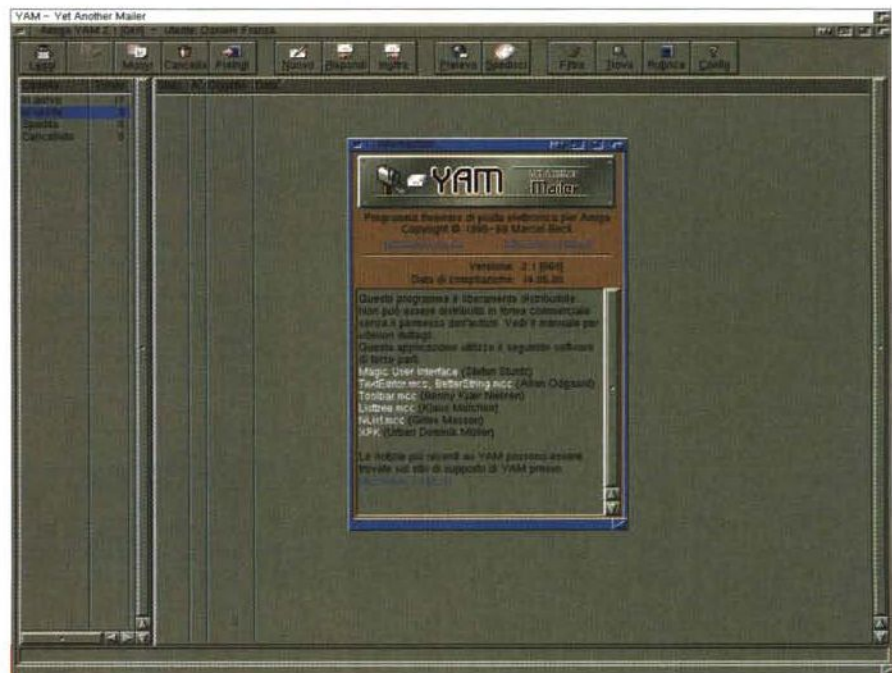 YAM - Yet Another Mailer
Amiga YAM 2.1 [060] - Utente: Daniele Franza
Leggi Muovi Cancella Preleva Nuovo Rispondi Inoltra Preleva Spedisci Filtra Trova Rubrica Config
Cartella Totale
In arrivo
In uscita 0
Spedita 0
Cancellata 0
Stato A Oggetto Data
YAM
Yet Another
Mailer
Programma freeware di posta elettronica per Amiga
Copyright © 1995-99 Marcel Beck
Versione: 2.1 [060]
Data di compilazione:
Questo programma è liberamente distribuibile.
Non può essere distribuito in forma commerciale
senza il permesso dell'autore. Vedi il manuale per
ulteriori dettagli.
Questa applicazione utilizza il seguente software
di terze parti:
Magic User Interface (Stefan Stuntz)
TextEditor.mcc, BetterString.mcc (Allan Odgaard)
Toolbar.mcc (Benny Kjær Nielsen)
Listtree.mcc (Klaus Melchior)
NList.mcc (Gilles Masson)
XPK (Urban Dominik Müller)
Le notizie più recenti su YAM possono essere
trovate sul sito di supporto di YAM presso